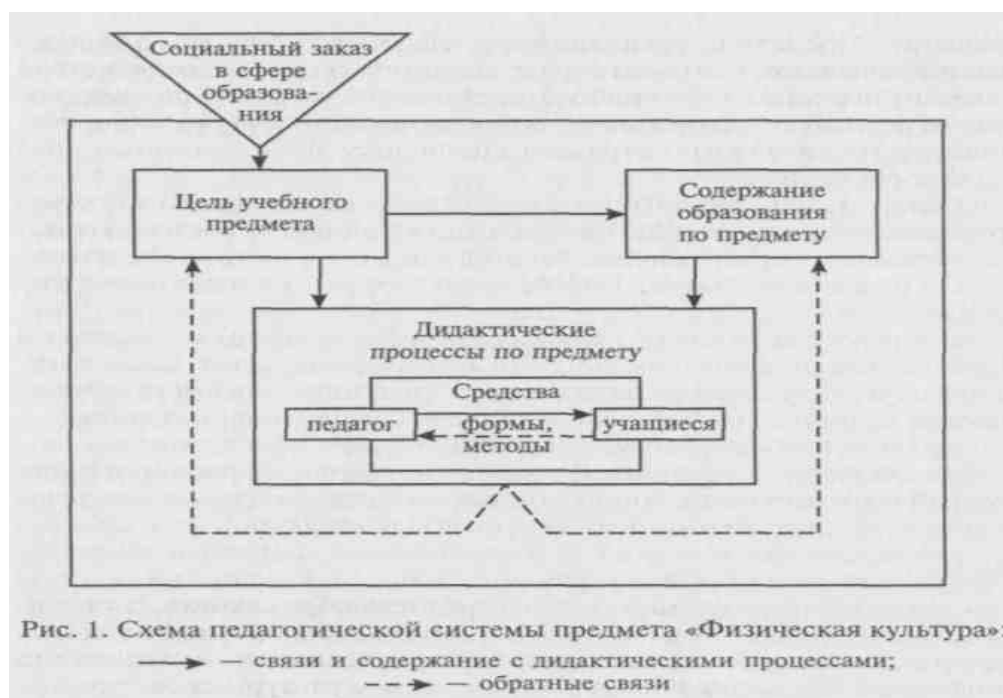 Социальный заказ
в сфере
образова-
ния
Цель учебного
предмета
Содержание
образования
по предмету
Дидактические
процессы по предмету
Средства
педагог
формы,
методы
учащиеся
Рис. 1. Схема педагогической системы предмета «Физическая культура»:
— связи и содержание с дидактическими процессами;
— обратные связи